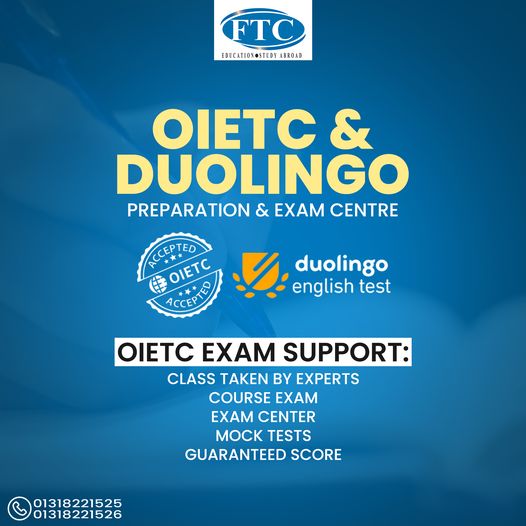 FTC
EDUCATION●STUDY ABROAD
OIETC &
DUOLINGO
PREPARATION & EXAM CENTRE
ACCEPTED
OIETC
ACCEPTED
duolingo
english test
OIETC EXAM SUPPORT:
CLASS TAKEN BY EXPERTS
COURSE EXAM
EXAM CENTER
MOCK TESTS
GUARANTEED SCORE
01318221525
01318221526